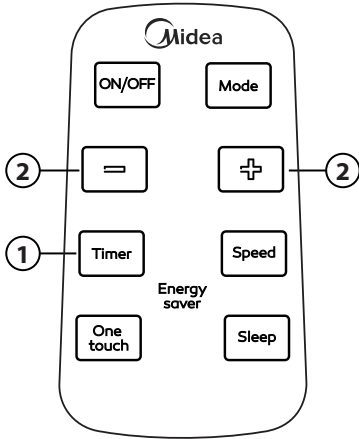 Midea
ON/OFF
Mode
2
2
1
Timer
Speed
Energy
saver
One
touch
Sleep